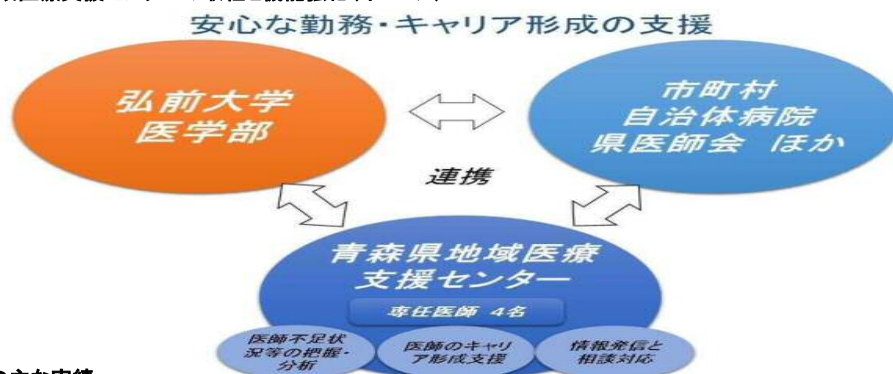 安心な勤務・キャリア形成の支援
弘前大学
医学部
市町村
自治体病院
県医師会 ほか
連携
青森県地域医療
支援センター
専任医師 4名
医師不足状
況等の把握・
分析
医師のキャリ
ア形成支援
情報発信と
相談対応